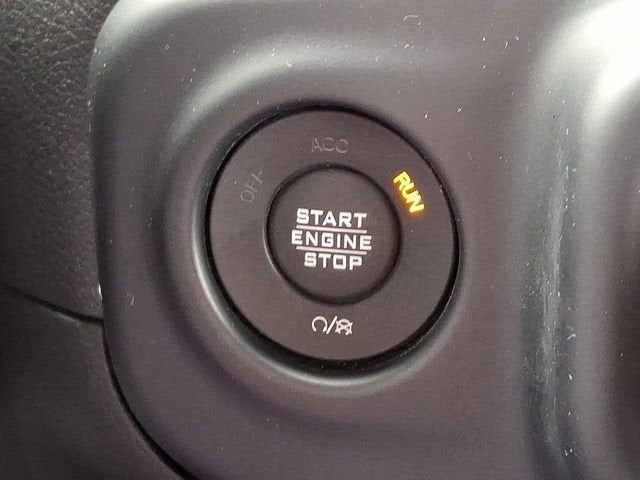 OFF
ACC
RUN
START
ENGINE
STOP